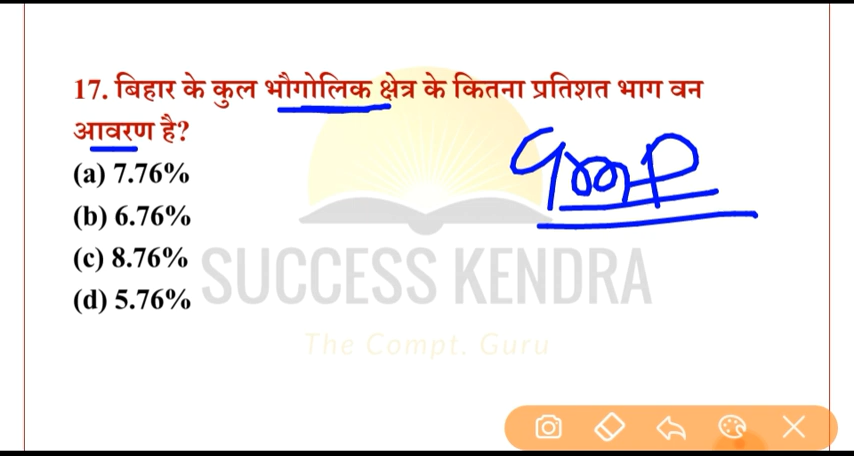 17. बिहार के कुल भौगोलिक क्षेत्र के कितना प्रतिशत भाग वन
आवरण है?
(a) 7.76%
(b) 6.76%
(c) 8.76%
(d) 5.76%
SUCCESS KENDRA
The Compt. Guru